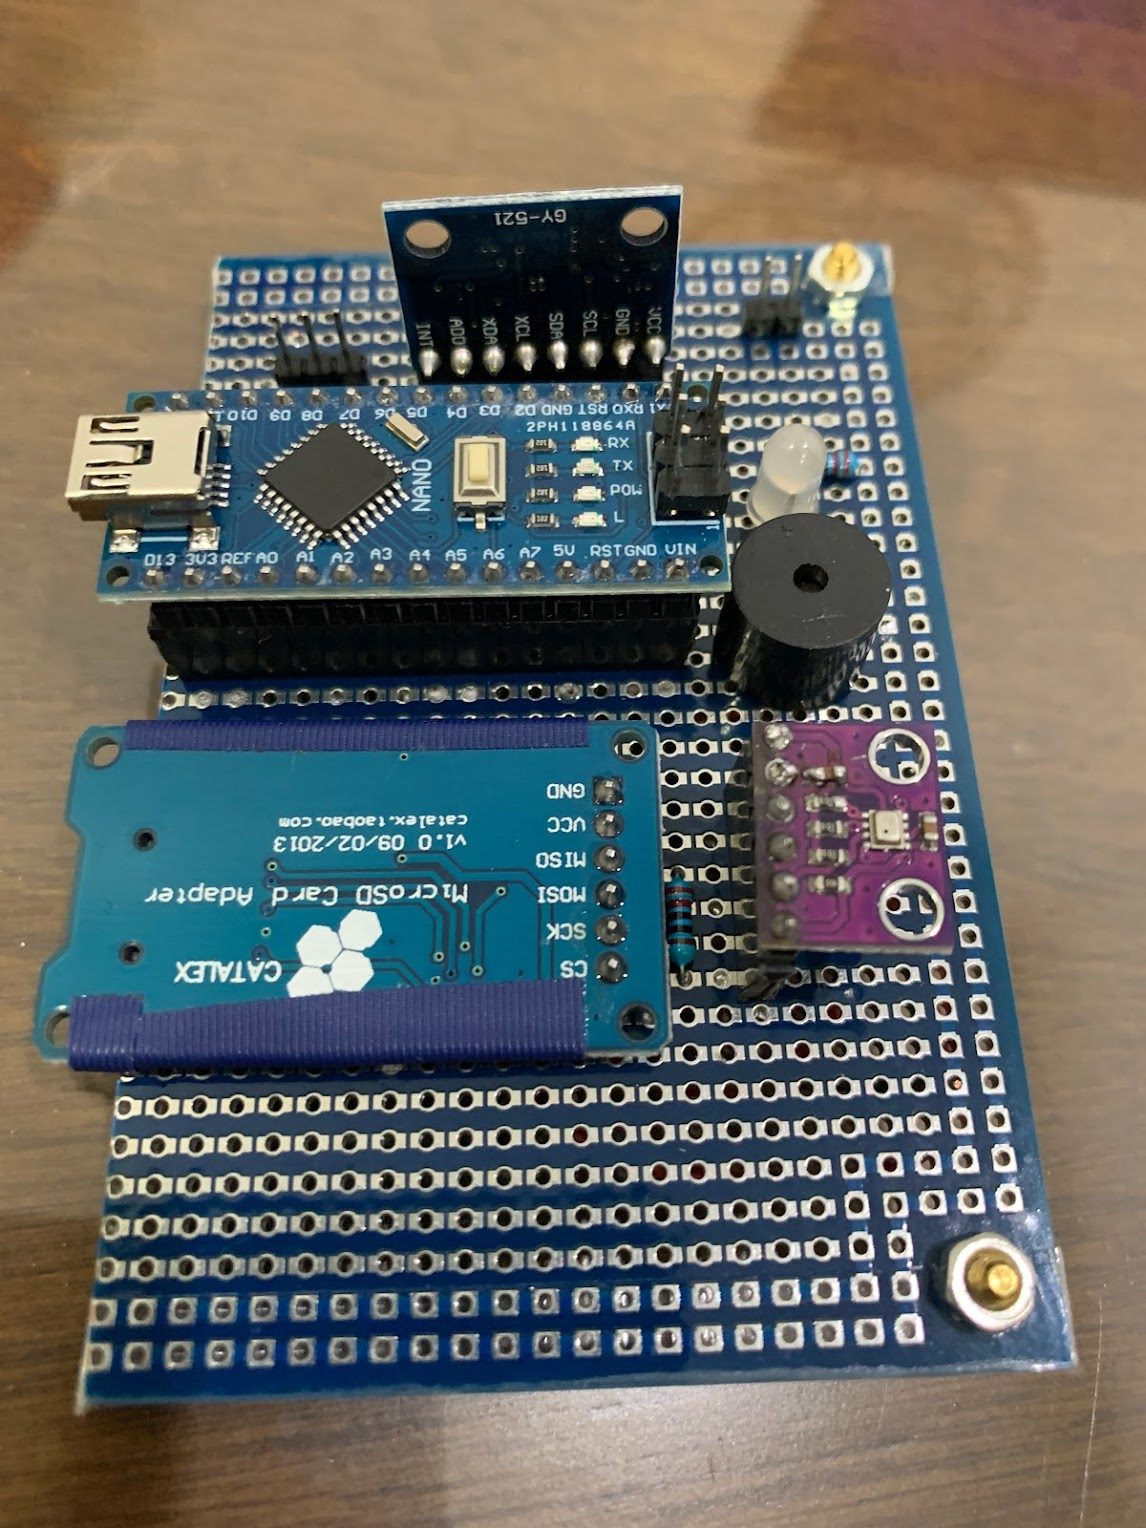 GY-521
INT
ADO
XDA
XCL
SDA
SCL
GND
VCC
D10
D9
D8
D7
D6
D5
D4
D3
D2
GND
RST
RXD
2PH118864A
NANO
RX
TX
POW
L
1
D13 3V3 REF A0 A1 A2 A3 A4 A5 A6 A7 5V RST GND VIN
GND
VCC
MISO
MOSI
SCK
CS
catalex.taobao.com
v1.0 09/02/2013
MicroSD Card Adapter
CATALEX